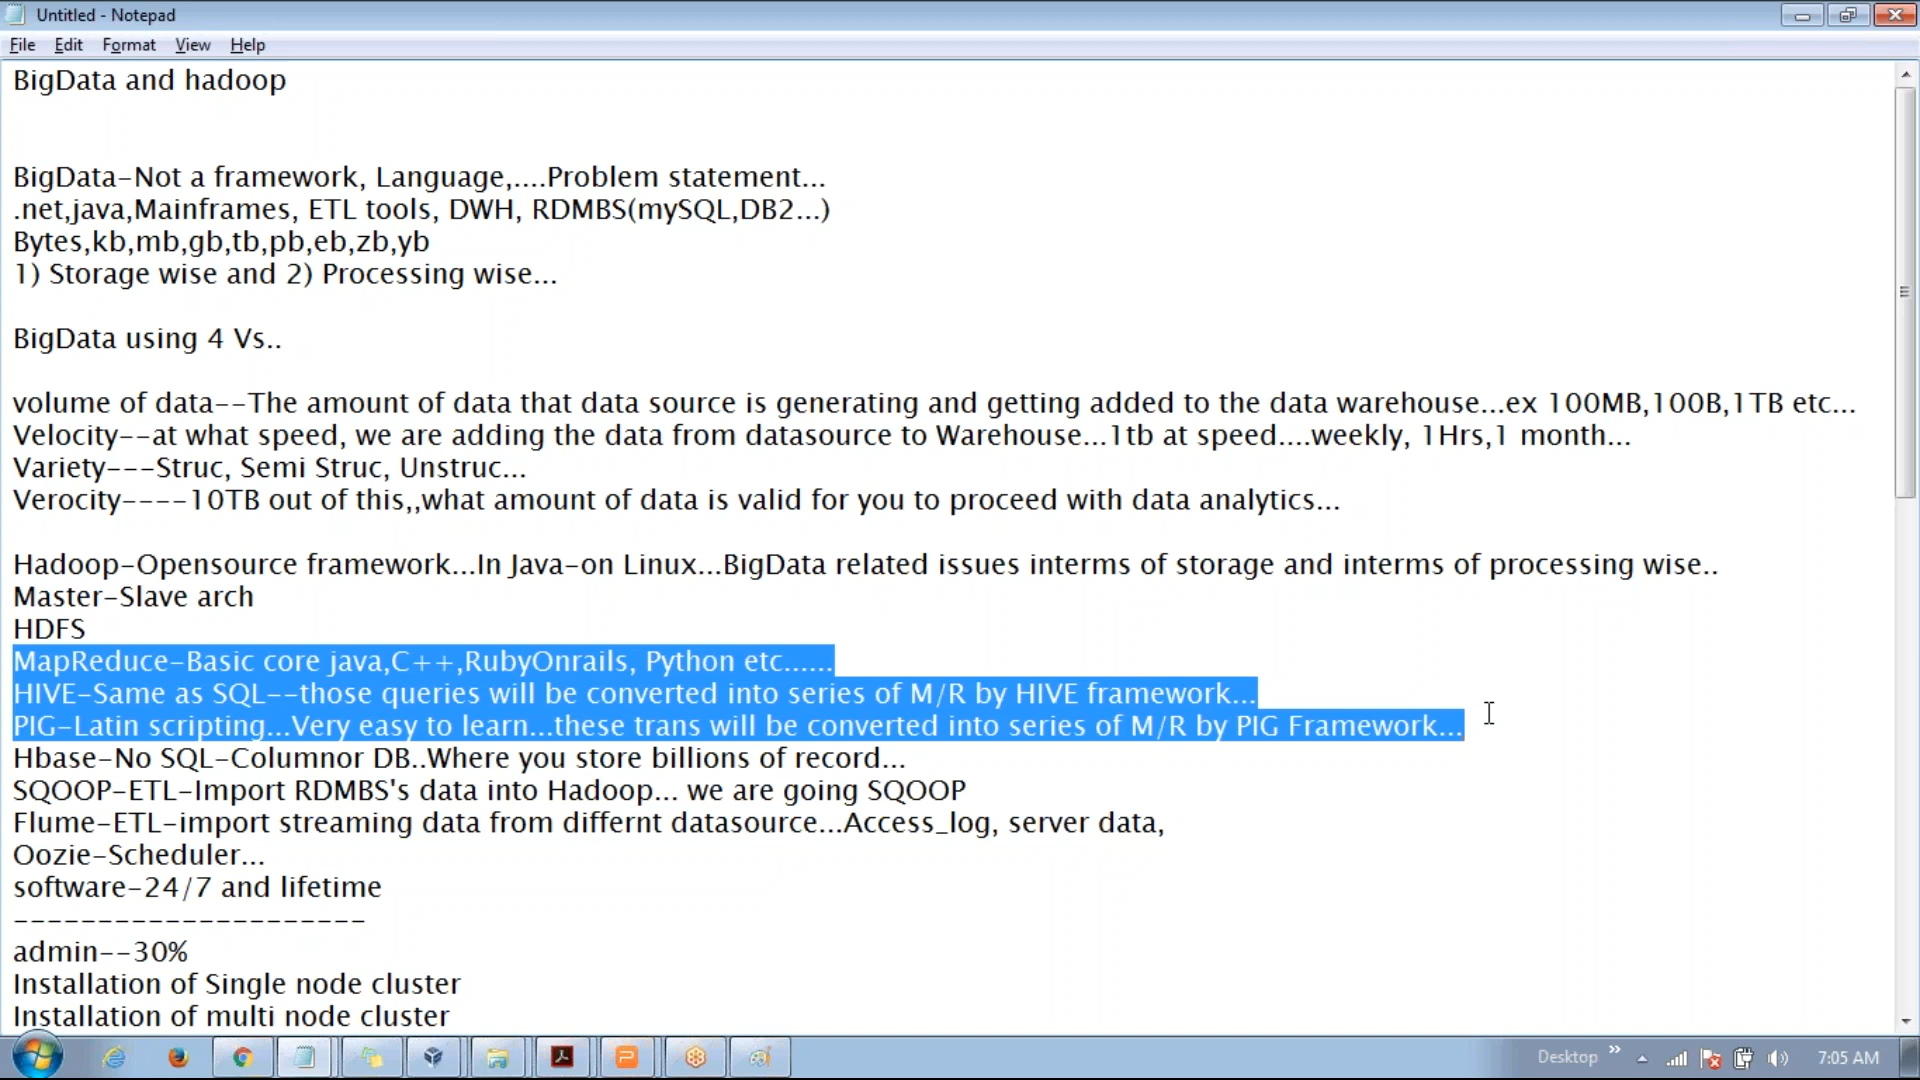 Untitled - Notepad
File Edit Format View Help
BigData and hadoop
BigData-Not a framework, Language,....Problem statement...
.net,java,Mainframes, ETL tools, DWH, RDMBS(mySQL,DB2...)
Bytes,kb,mb,gb,tb,pb,eb,zb,yb
1) Storage wise and 2) Processing wise...
BigData using 4 Vs..
volume of data--The amount of data that data source is generating and getting added to the data warehouse...ex 100MB,100B,1TB etc...
Velocity--at what speed, we are adding the data from datasource to Warehouse...1tb at speed....weekly, 1Hrs,1 month...
Variety---Struc, Semi Struc, Unstruc...
Verocity----10TB out of this,,what amount of data is valid for you to proceed with data analytics...
Hadoop-Opensource framework...In Java-on Linux...BigData related issues interms of storage and interms of processing wise..
Master-Slave arch
HDFS
MapReduce-Basic core java,C++,RubyOnrails, Python etc......
HIVE-Same as SQL--those queries will be converted into series of M/R by HIVE framework...
PIG-Latin scripting...Very easy to learn...these trans will be converted into series of M/R by PIG Framework...
Hbase-No SQL-Columnor DB..Where you store billions of record...
SQOOP-ETL-Import RDMBS's data into Hadoop... we are going SQOOP
Flume-ETL-import streaming data from differnt datasource...Access_log, server data,
Oozie-Scheduler...
software-24/7 and lifetime
---------------------
admin--30%
Installation of Single node cluster
Installation of multi node cluster
Desktop » 7:05 AM